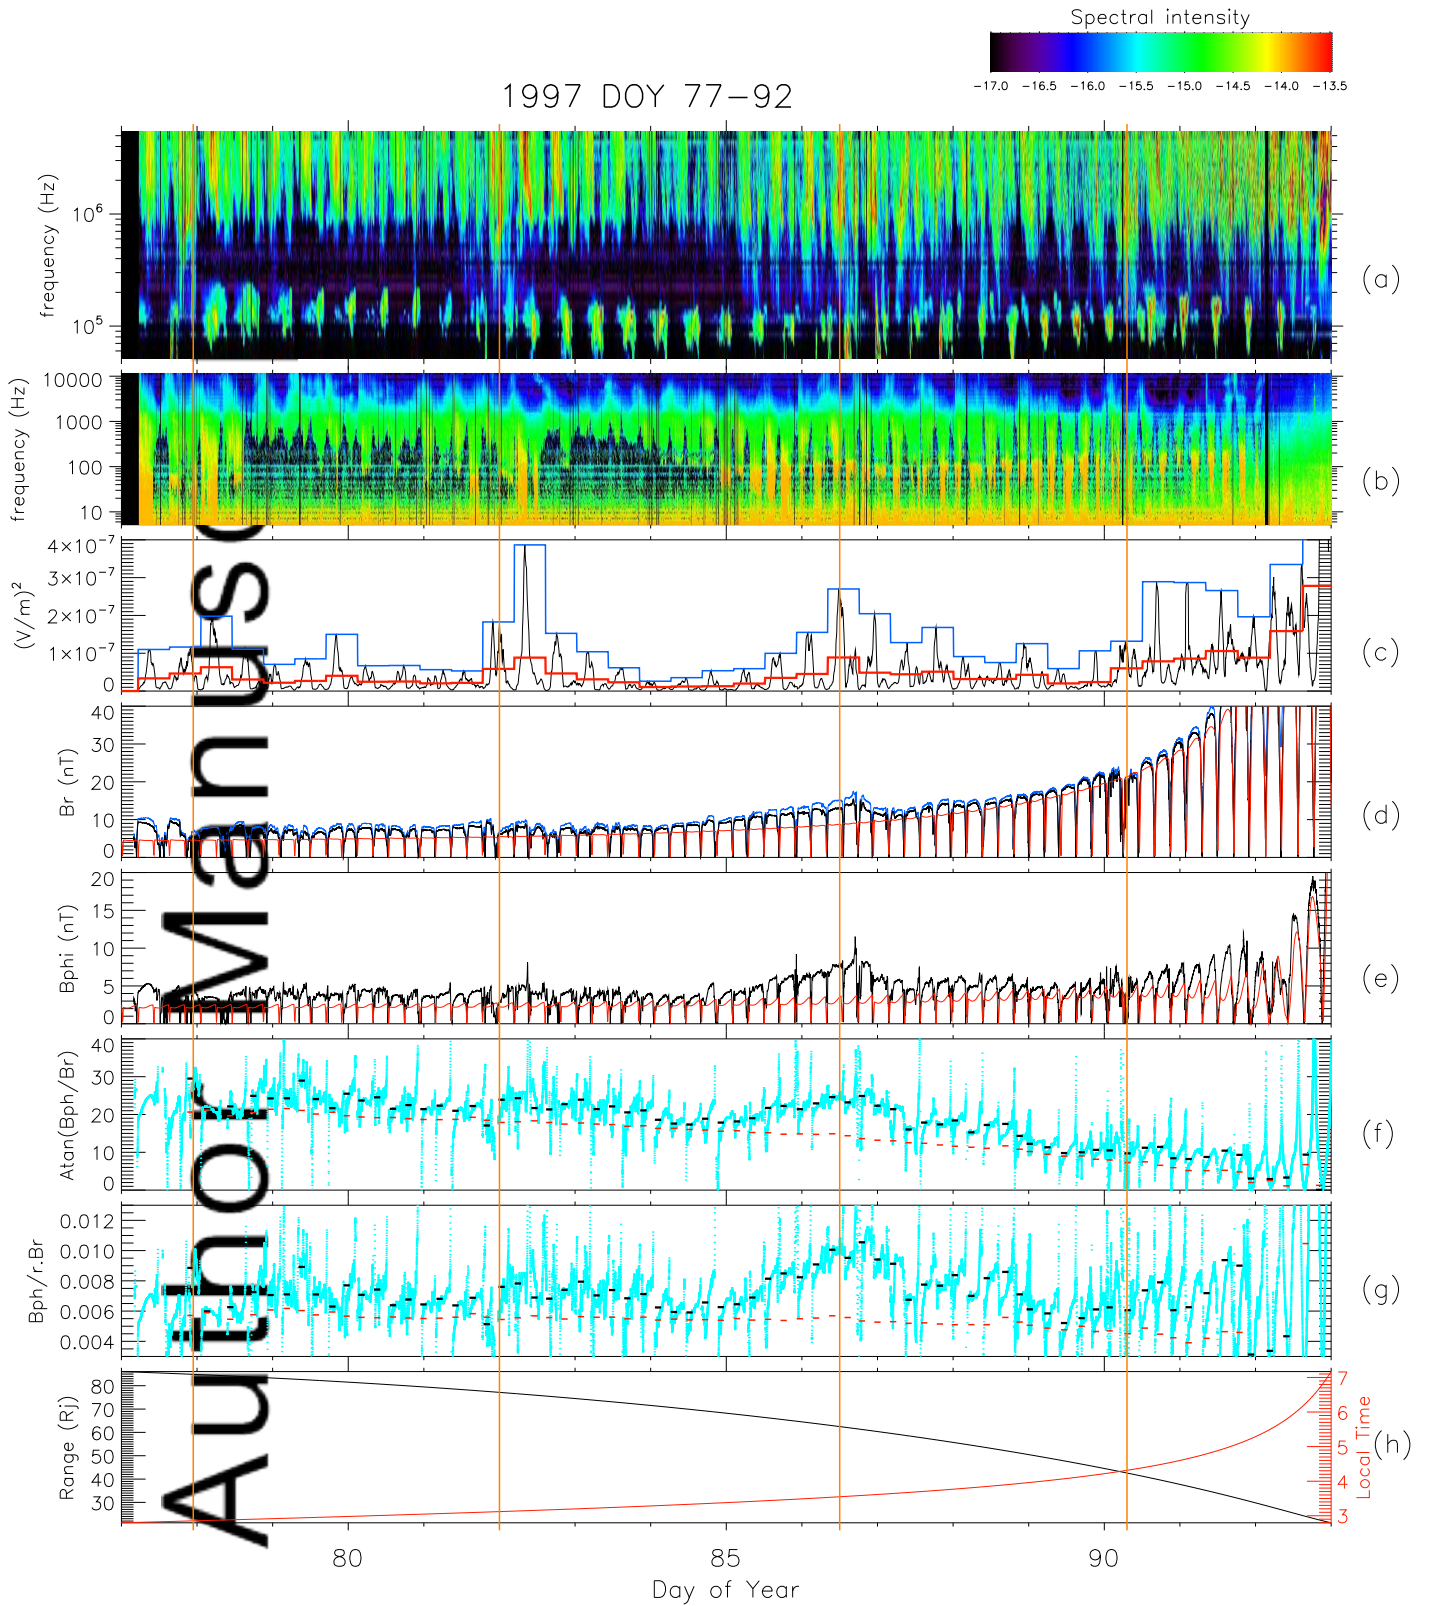 Spectral intensity
-17.0 -16.5 -16.0 -15.5 -15.0 -14.5 -14.0 -13.5
1997 DOY 77-92
frequency (Hz)
10⁶
10⁵
(a)
frequency (Hz)
10000
1000
100
10
(b)
(V/m)²
4×10⁻⁷
3×10⁻⁷
2×10⁻⁷
1×10⁻⁷
0
(c)
Br (nT)
40
30
20
10
0
(d)
Bphi (nT)
20
15
10
5
0
(e)
Atan(Bph/Br)
40
30
20
10
0
(f)
Bph/r.Br
0.012
0.010
0.008
0.006
0.004
(g)
Range (Rj)
80
70
60
50
40
30
7
6
5
4
3
Local Time
(h)
80 85 90
Day of Year
Author Manusc